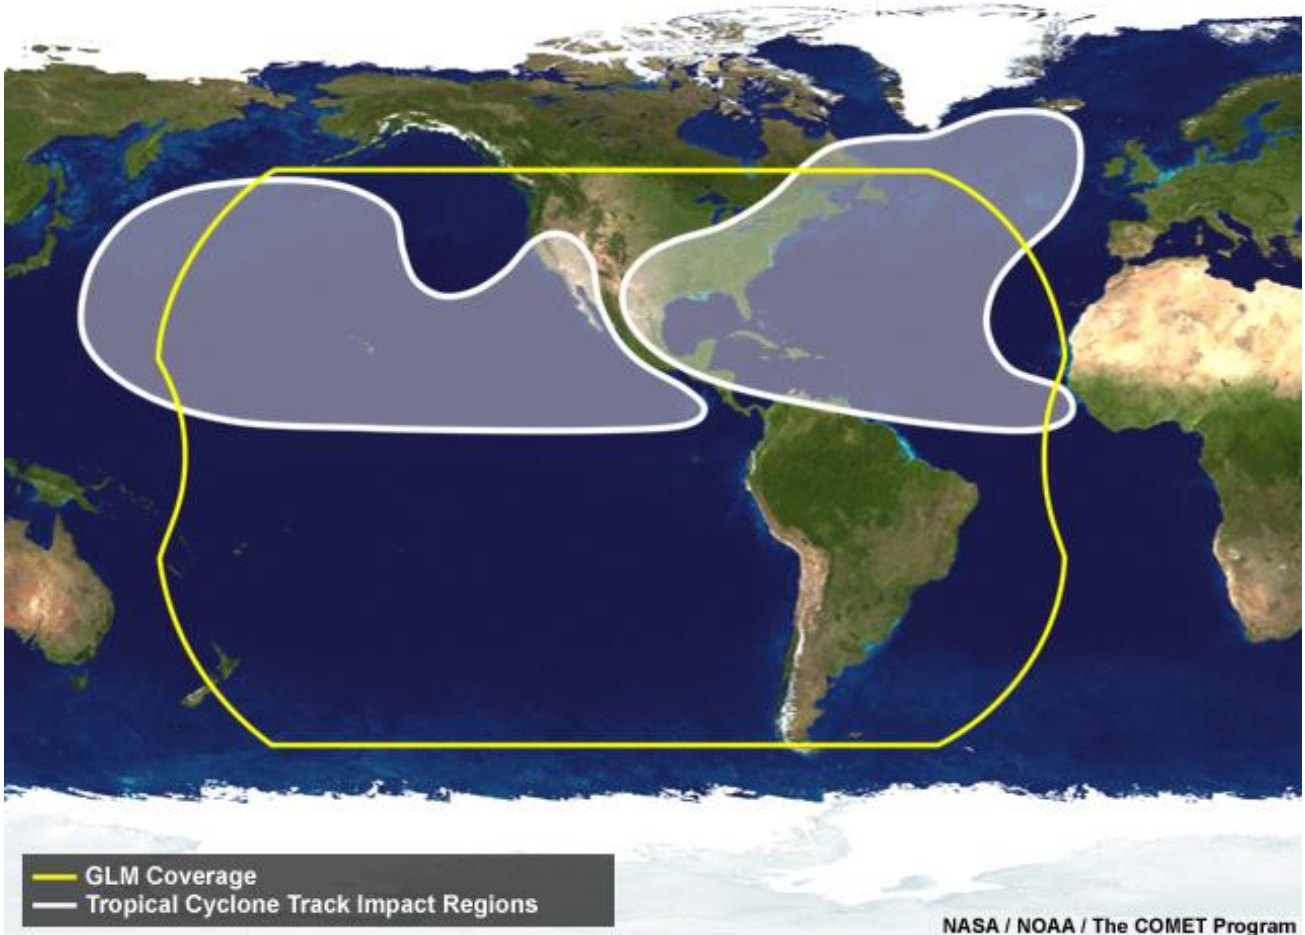 GLM Coverage
Tropical Cyclone Track Impact Regions
NASA / NOAA / The COMET Program